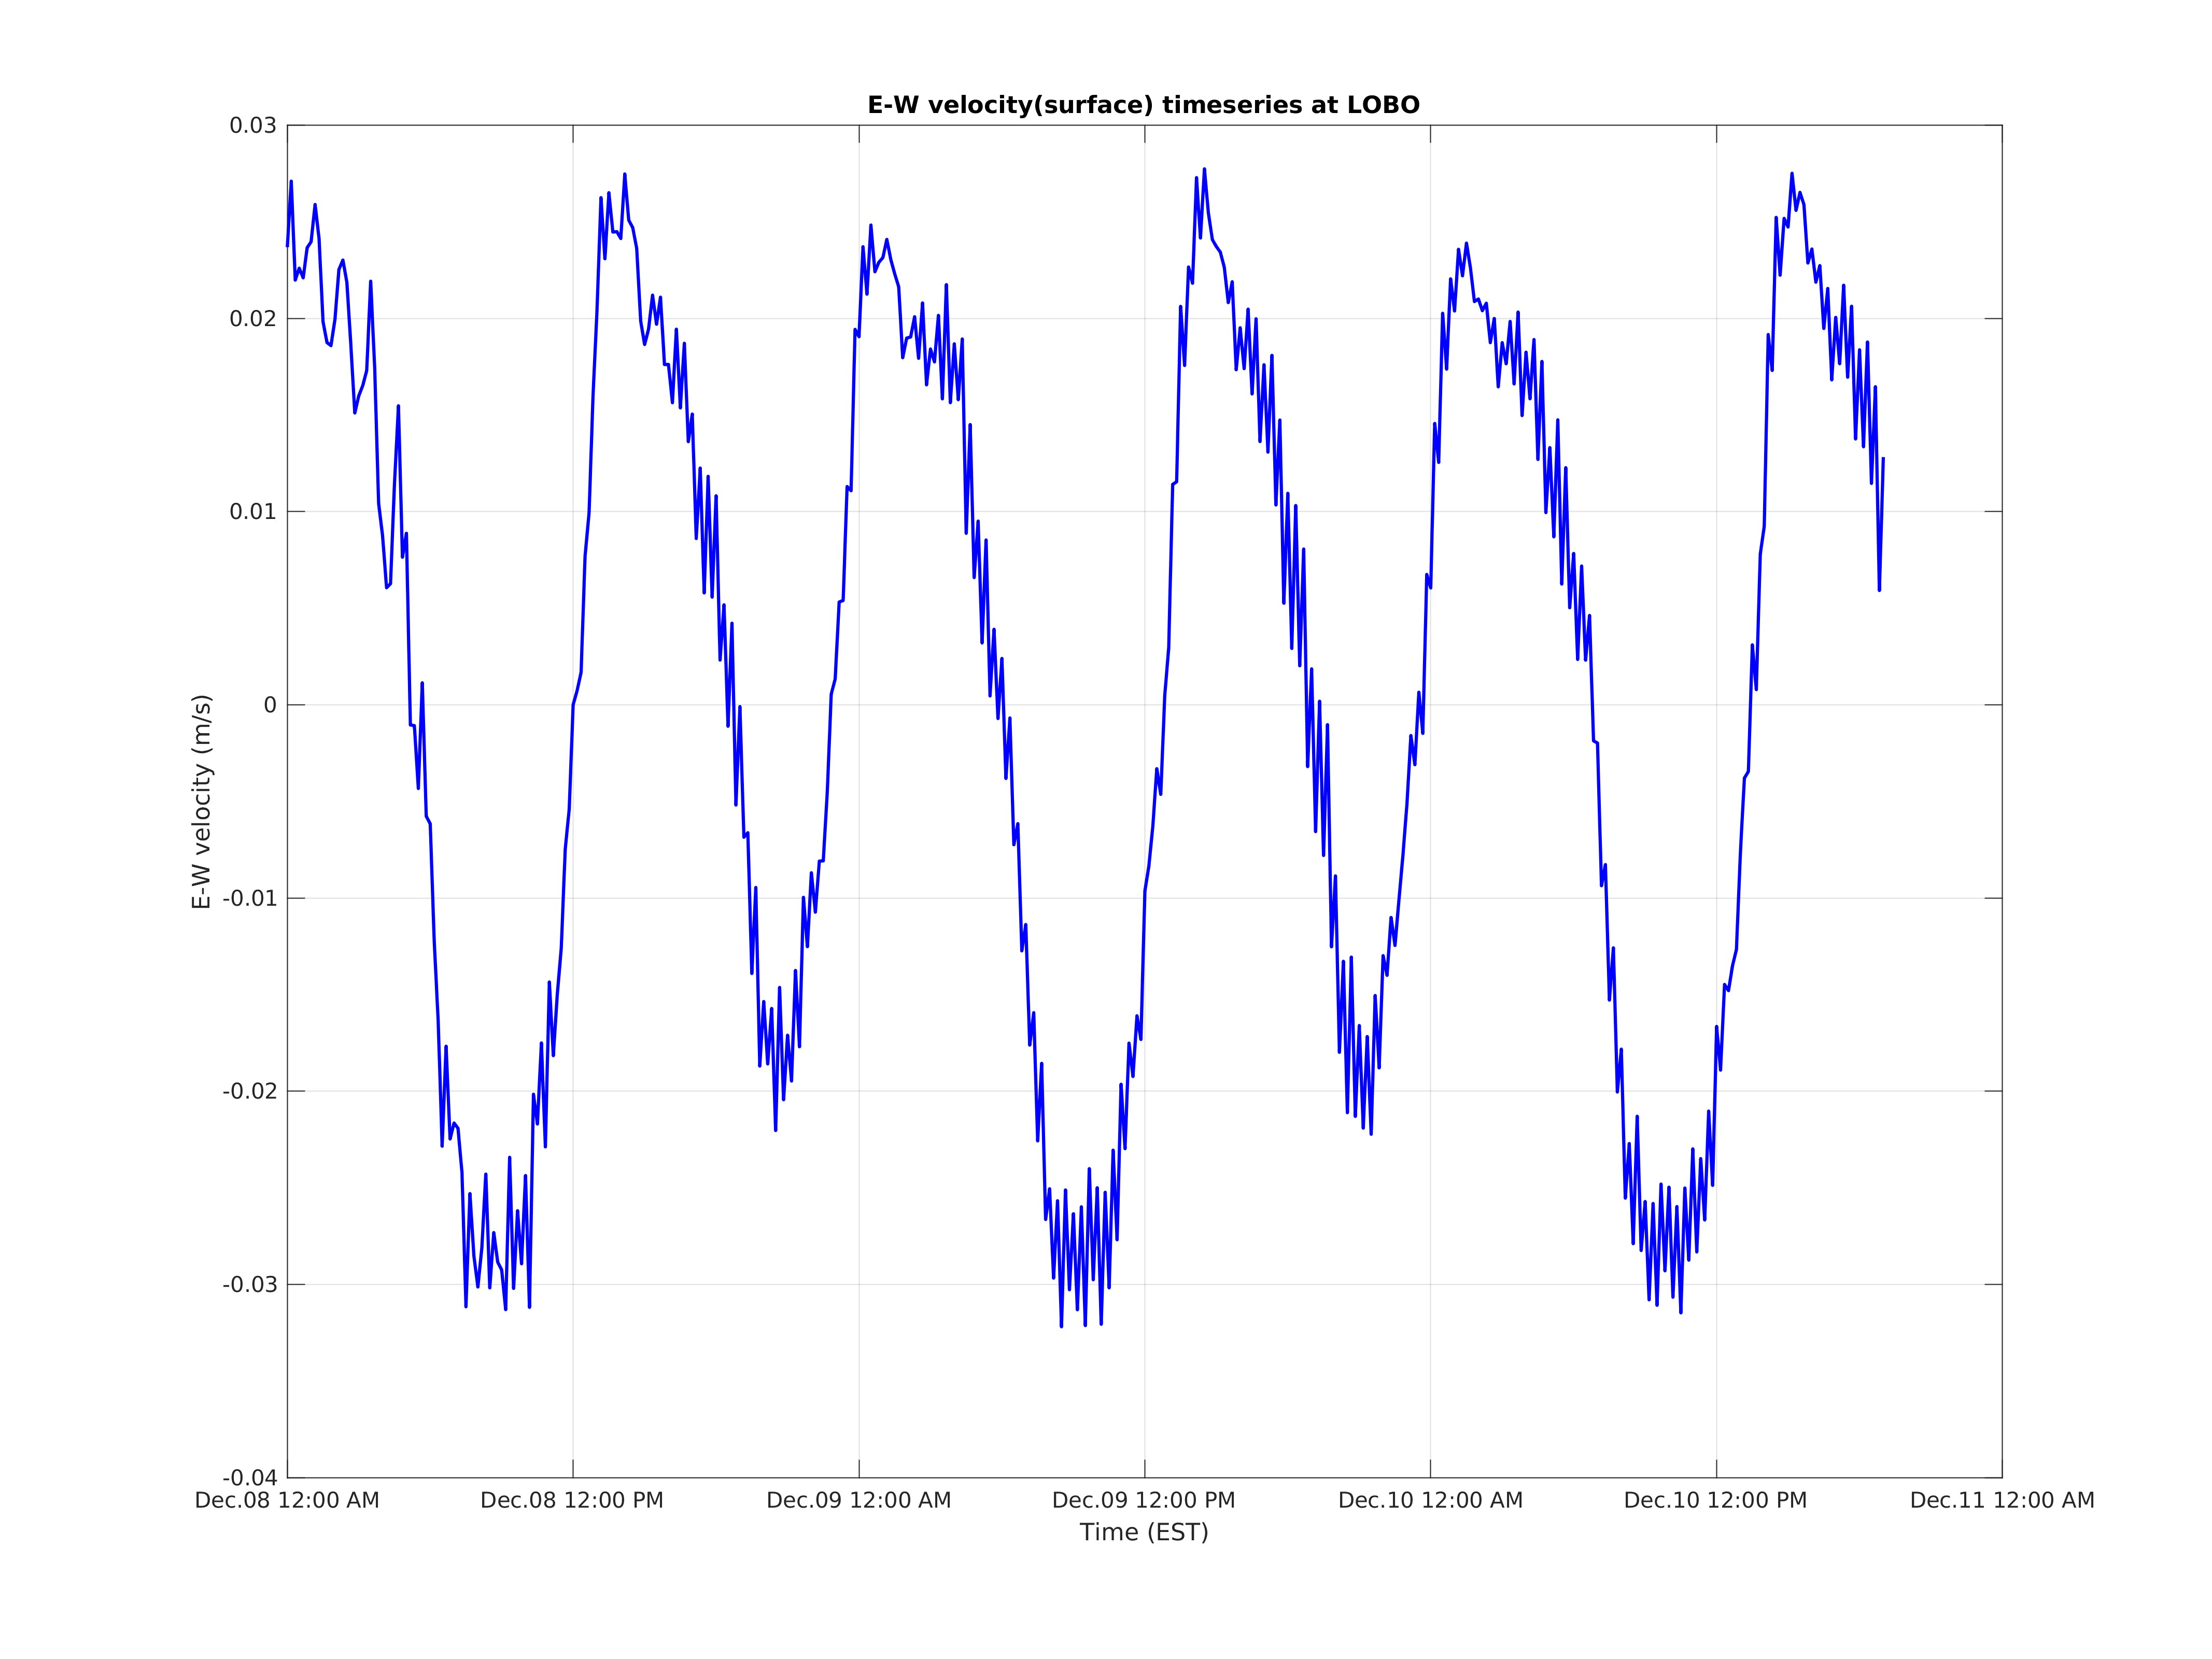 E-W velocity(surface) timeseries at LOBO
0.03
0.02
0.01
0
-0.01
-0.02
-0.03
-0.04
E-W velocity (m/s)
Dec.08 12:00 AM Dec.08 12:00 PM Dec.09 12:00 AM Dec.09 12:00 PM Dec.10 12:00 AM Dec.10 12:00 PM Dec.11 12:00 AM
Time (EST)